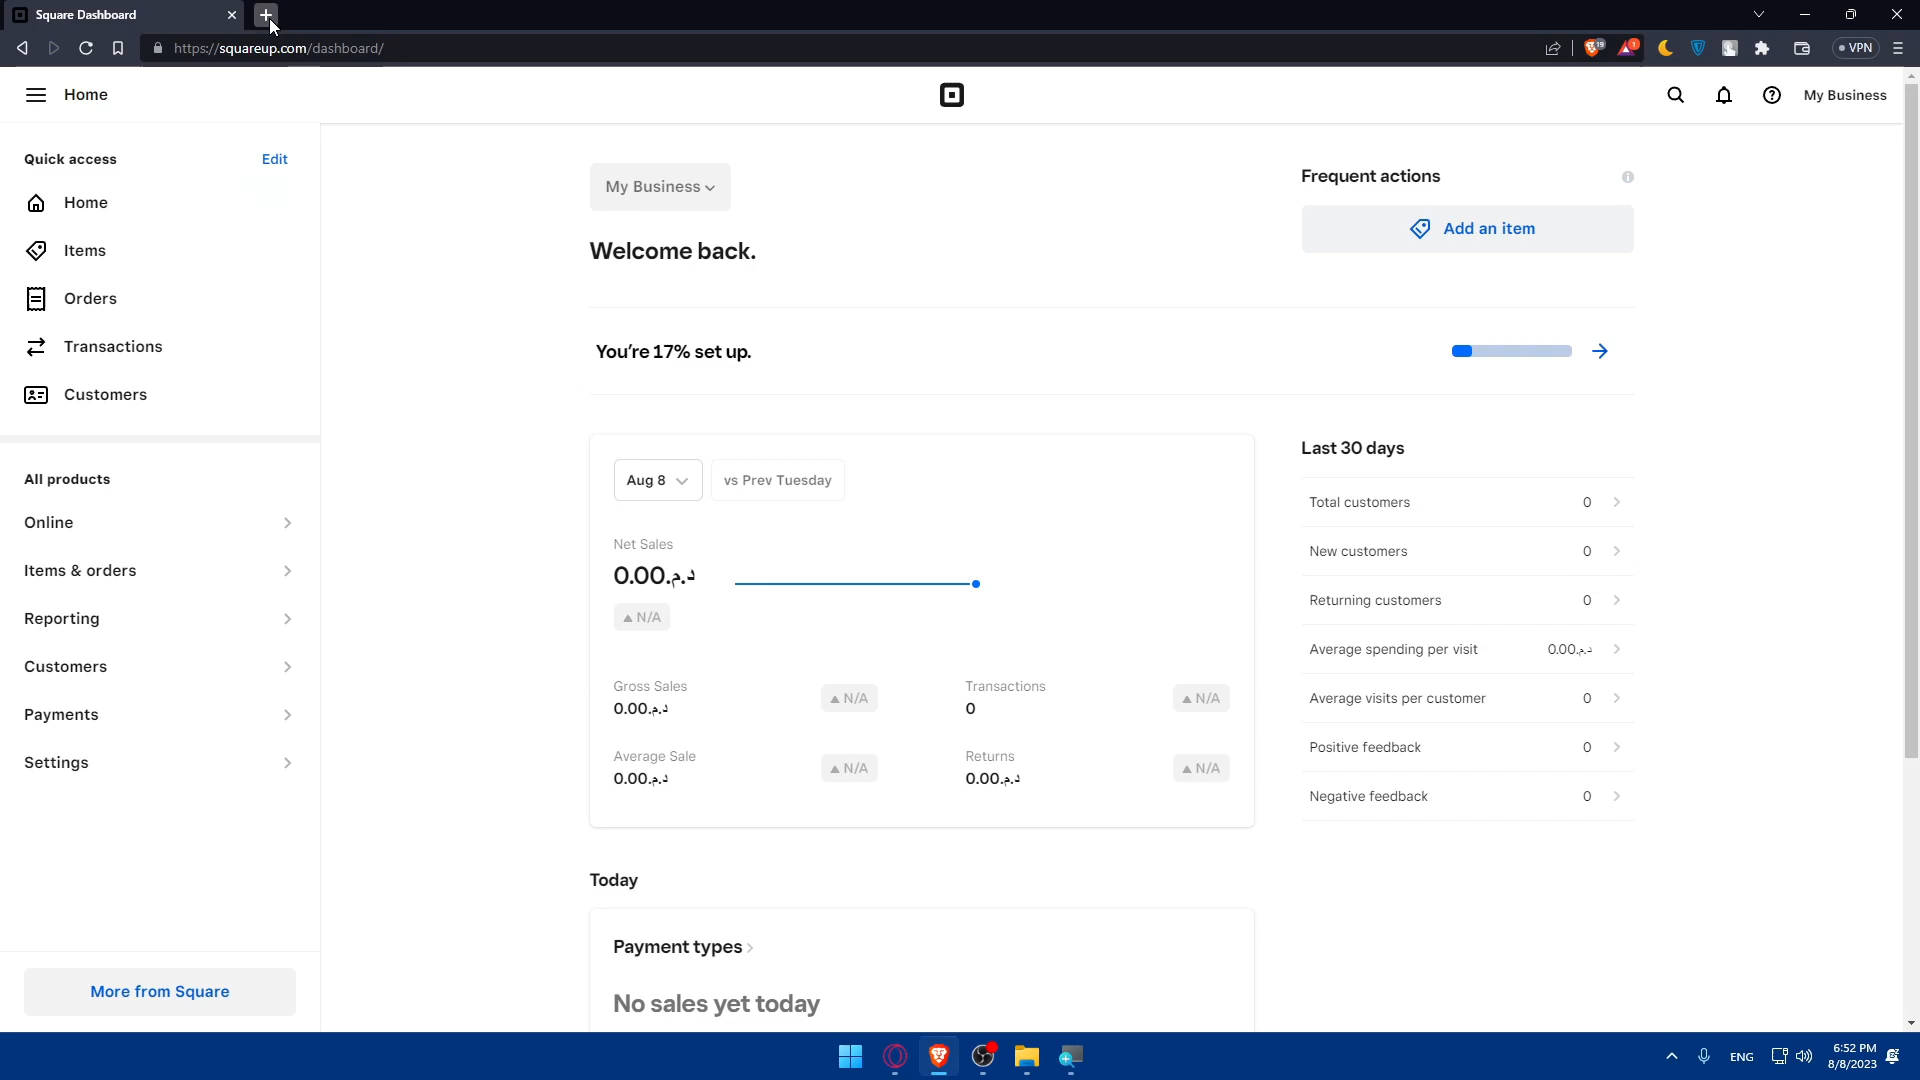 Square Dashboard
https://squareup.com/dashboard/
19
1
VPN
Home
My Business
Quick access
Edit
Home
Items
Orders
Transactions
Customers
All products
Online
Items & orders
Reporting
Customers
Payments
Settings
More from Square
My Business
Welcome back.
Frequent actions
Add an item
You're 17% set up.
Aug 8
vs Prev Tuesday
Net Sales
0.00.د.م
N/A
Gross Sales
0.00.د.م
N/A
Transactions
0
N/A
Average Sale
0.00.د.م
N/A
Returns
0.00.د.م
N/A
Last 30 days
Total customers 0
New customers 0
Returning customers 0
Average spending per visit 0.00.د.م
Average visits per customer 0
Positive feedback 0
Negative feedback 0
Today
Payment types
No sales yet today
ENG
6:52 PM
8/8/2023